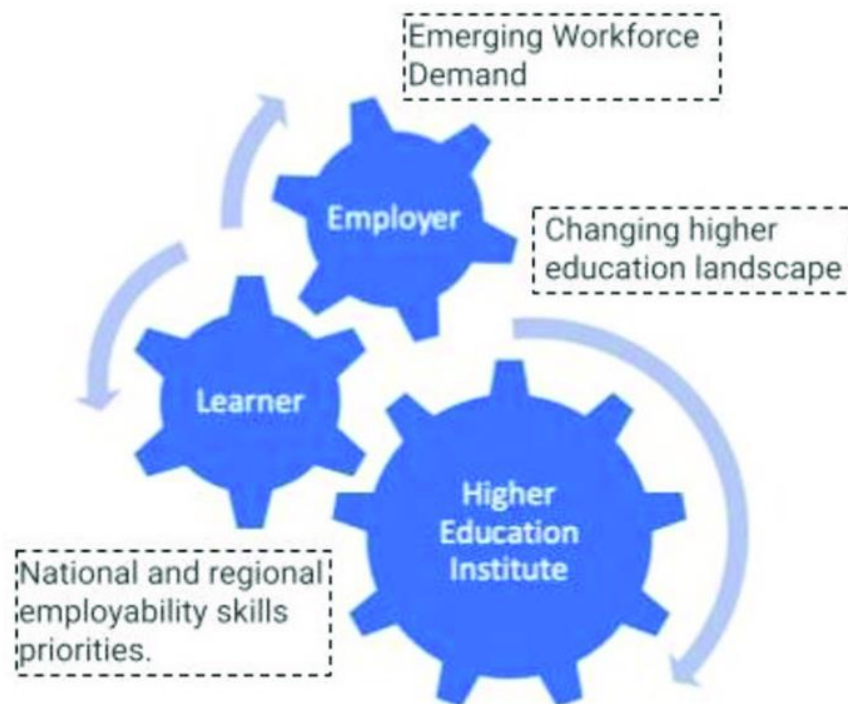 Emerging Workforce
Demand
Employer
Changing higher
education landscape
Learner
Higher
Education
Institute
National and regional
employability skills
priorities.